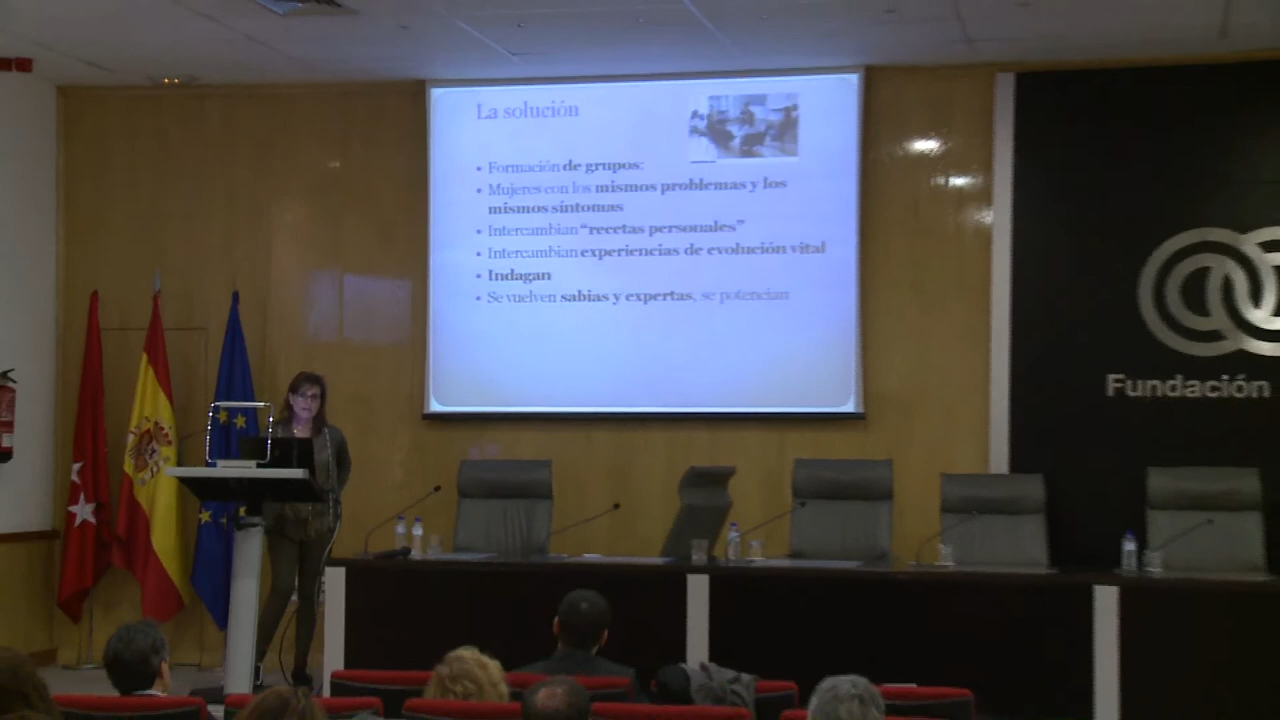 La solución
• Formación de grupos:
• Mujeres con los mismos problemas y los
mismos síntomas
• Intercambian “recetas personales”
• Intercambian experiencias de evolución vital
• Indagan
• Se vuelven sabias y expertas, se potencian
Fundación